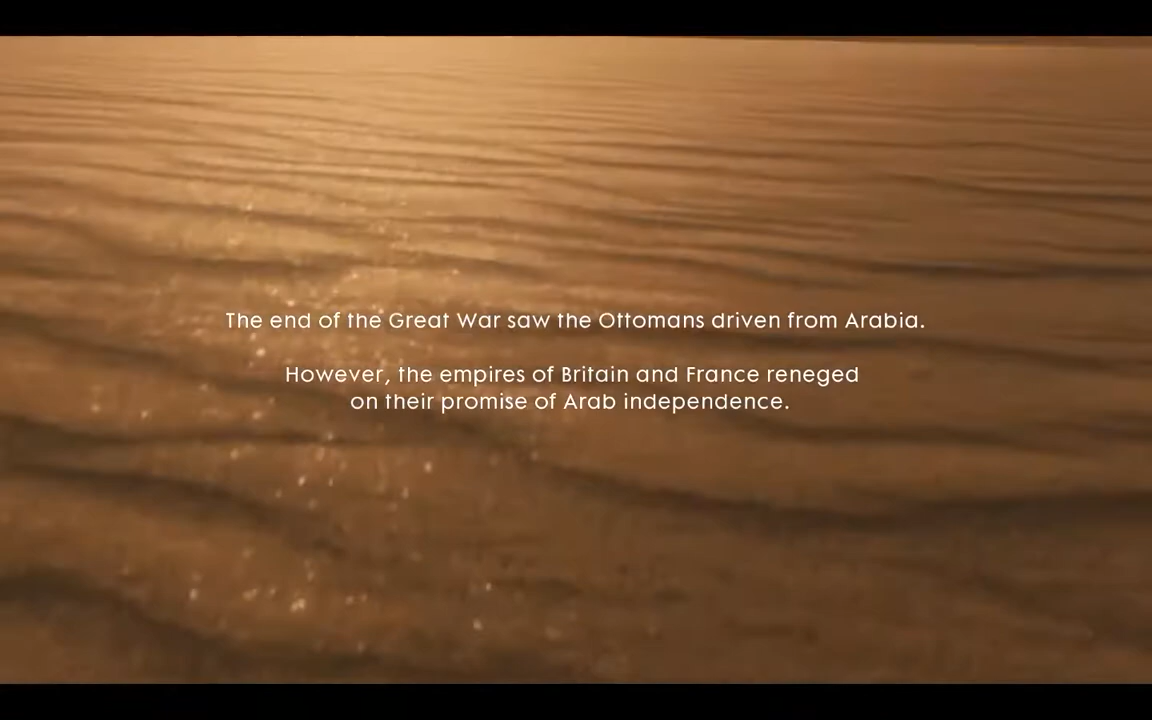 The end of the Great War saw the Ottomans driven from Arabia.
However, the empires of Britain and France reneged
on their promise of Arab independence.